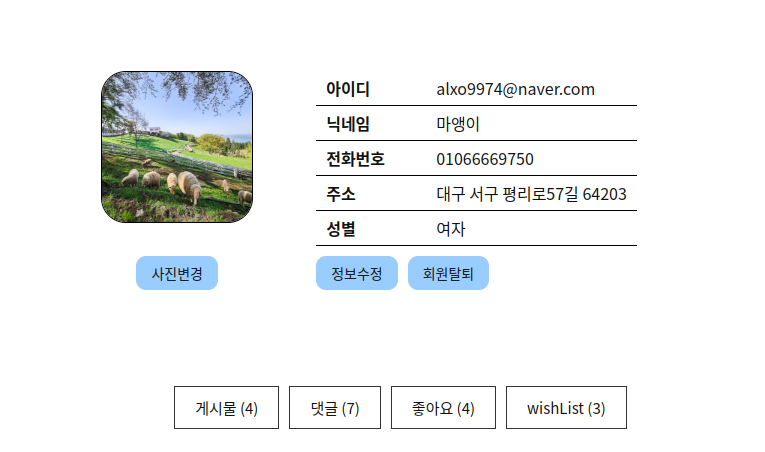 아이디 alxo9974@naver.com
닉네임 마앵이
전화번호 01066669750
주소 대구 서구 평리로57길 64203
성별 여자
사진변경 정보수정 회원탈퇴
게시물 (4) 댓글 (7) 좋아요 (4) wishList (3)